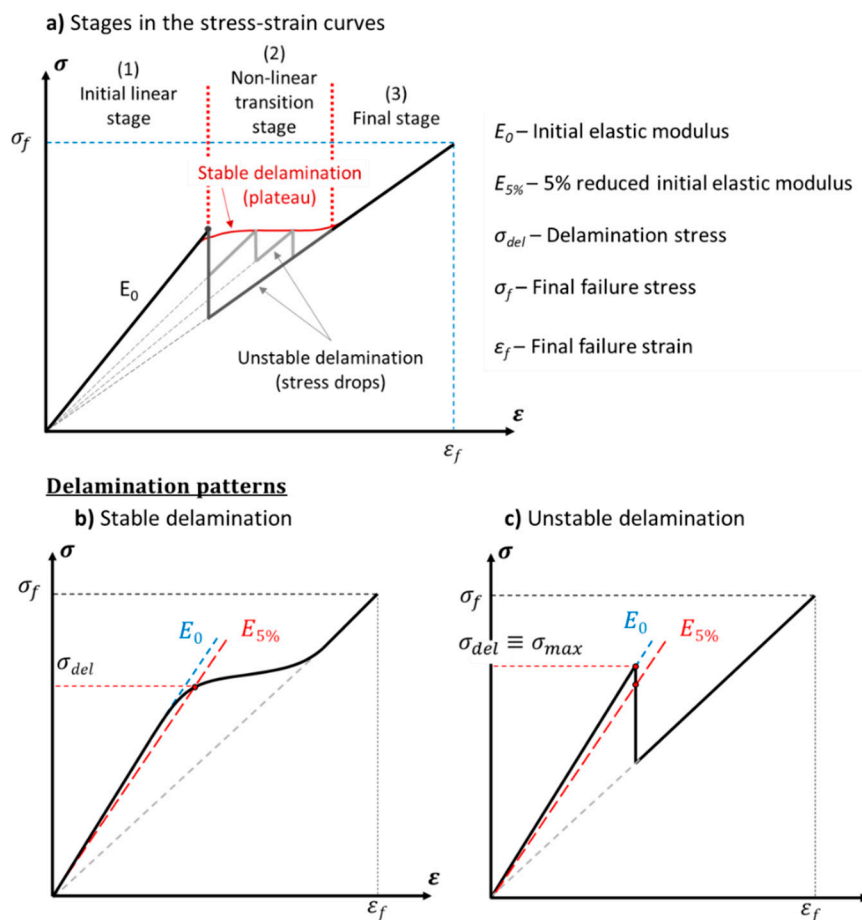 a) Stages in the stress-strain curves
σ
(1)
Initial linear
stage
(2)
Non-linear
transition
stage
(3)
Final stage
σf
Stable delamination
(plateau)
E0
Unstable delamination
(stress drops)
ε
εf
E0 – Initial elastic modulus
E5% – 5% reduced initial elastic modulus
σdel – Delamination stress
σf – Final failure stress
εf – Final failure strain
Delamination patterns
b) Stable delamination
σ
σf
E0
E5%
σdel
ε
εf
c) Unstable delamination
σ
σf
E0
E5%
σdel ≡ σmax
ε
εf